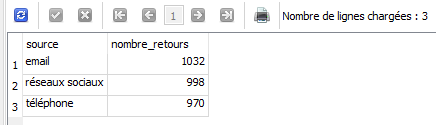 1
Nombre de lignes chargées : 3
source nombre_retours
1 email 1032
2 réseaux sociaux 998
3 téléphone 970